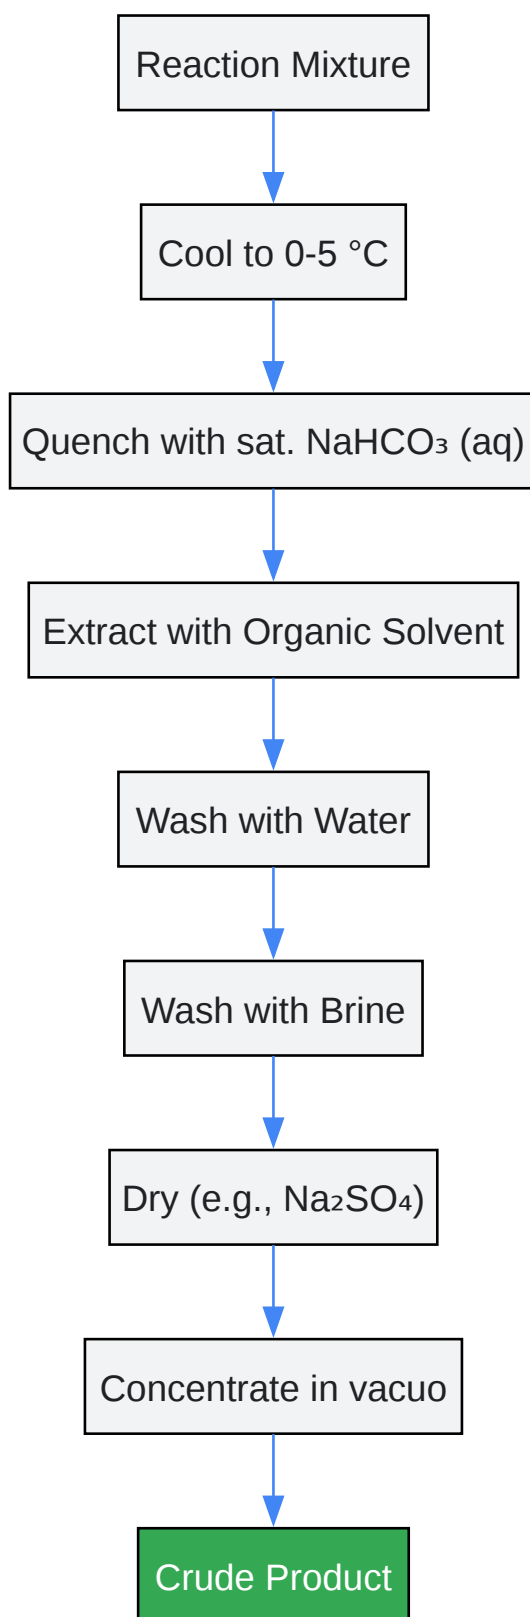 Reaction Mixture
Cool to 0-5 °C
Quench with sat. NaHCO₃ (aq)
Extract with Organic Solvent
Wash with Water
Wash with Brine
Dry (e.g., Na₂SO₄)
Concentrate in vacuo
Crude Product